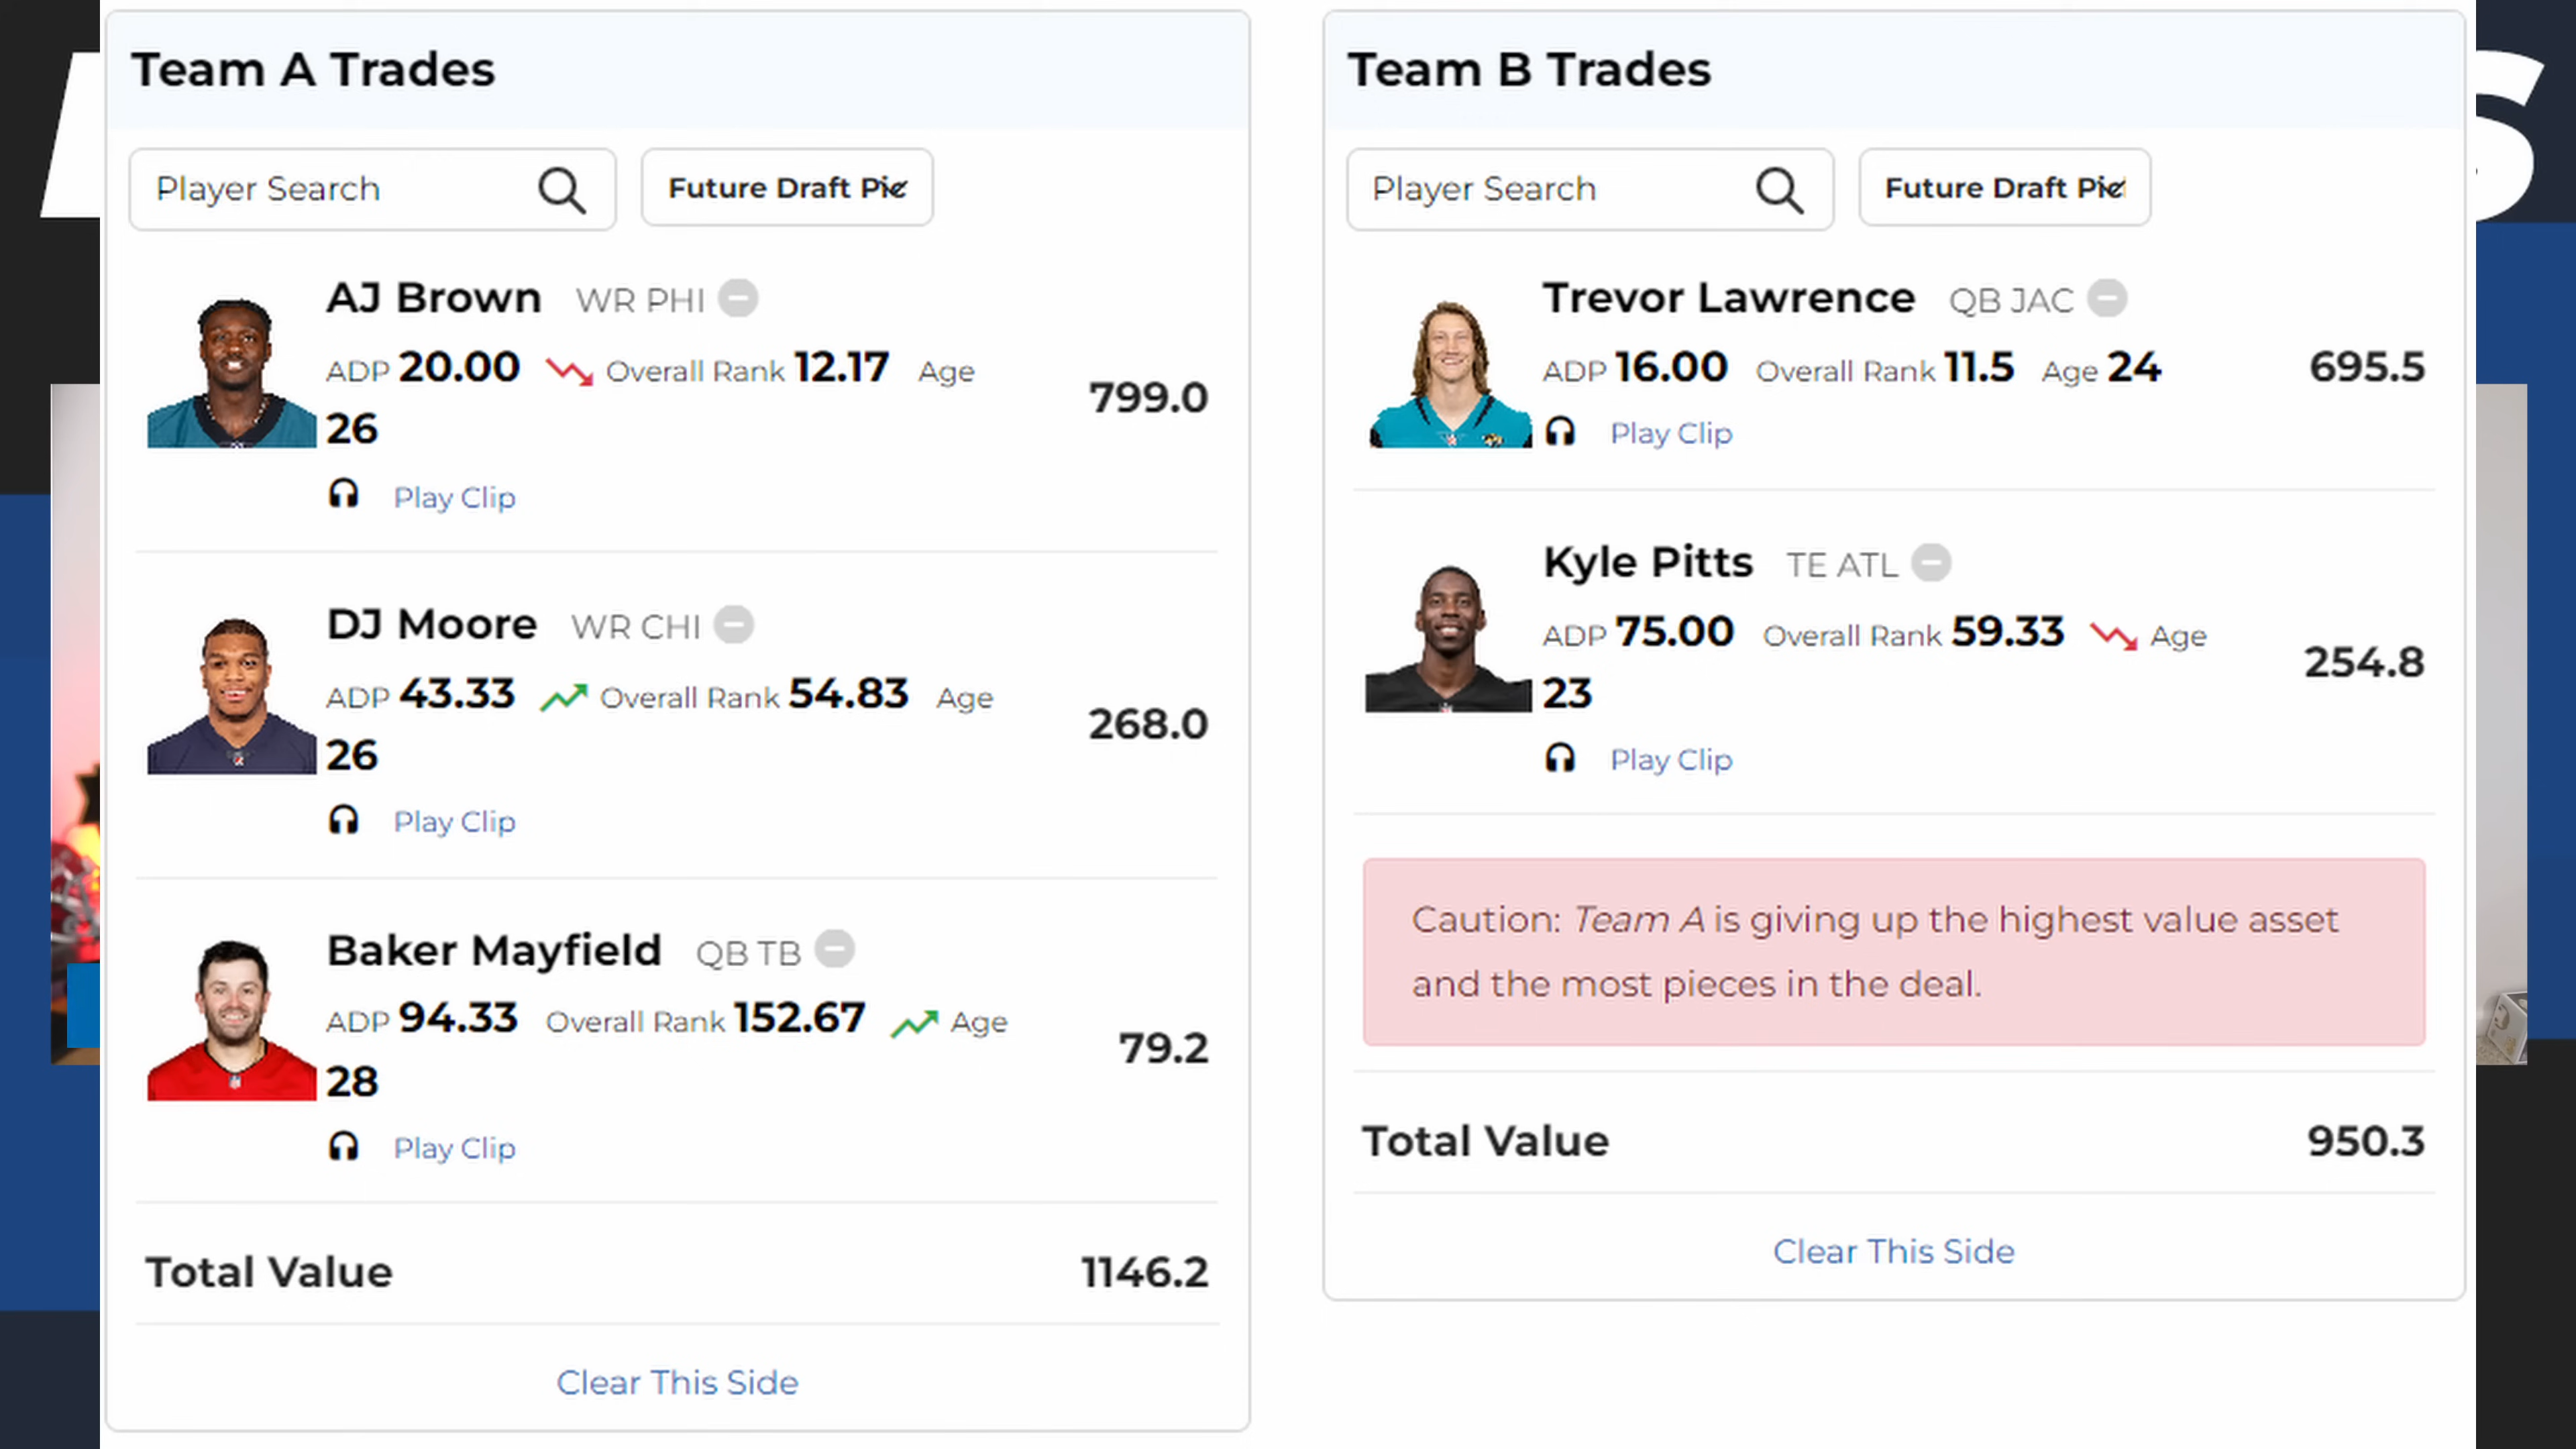 Team A Trades
Player Search
Future Draft Pic
AJ Brown WR PHI
ADP 20.00 Overall Rank 12.17 Age
26
799.0
Play Clip
DJ Moore WR CHI
ADP 43.33 Overall Rank 54.83 Age
26
268.0
Play Clip
Baker Mayfield QB TB
ADP 94.33 Overall Rank 152.67 Age
28
79.2
Play Clip
Total Value 1146.2
Clear This Side
Team B Trades
Player Search
Future Draft Pic
Trevor Lawrence QB JAC
ADP 16.00 Overall Rank 11.5 Age 24
695.5
Play Clip
Kyle Pitts TE ATL
ADP 75.00 Overall Rank 59.33 Age
23
254.8
Play Clip
Caution: Team A is giving up the highest value asset
and the most pieces in the deal.
Total Value 950.3
Clear This Side